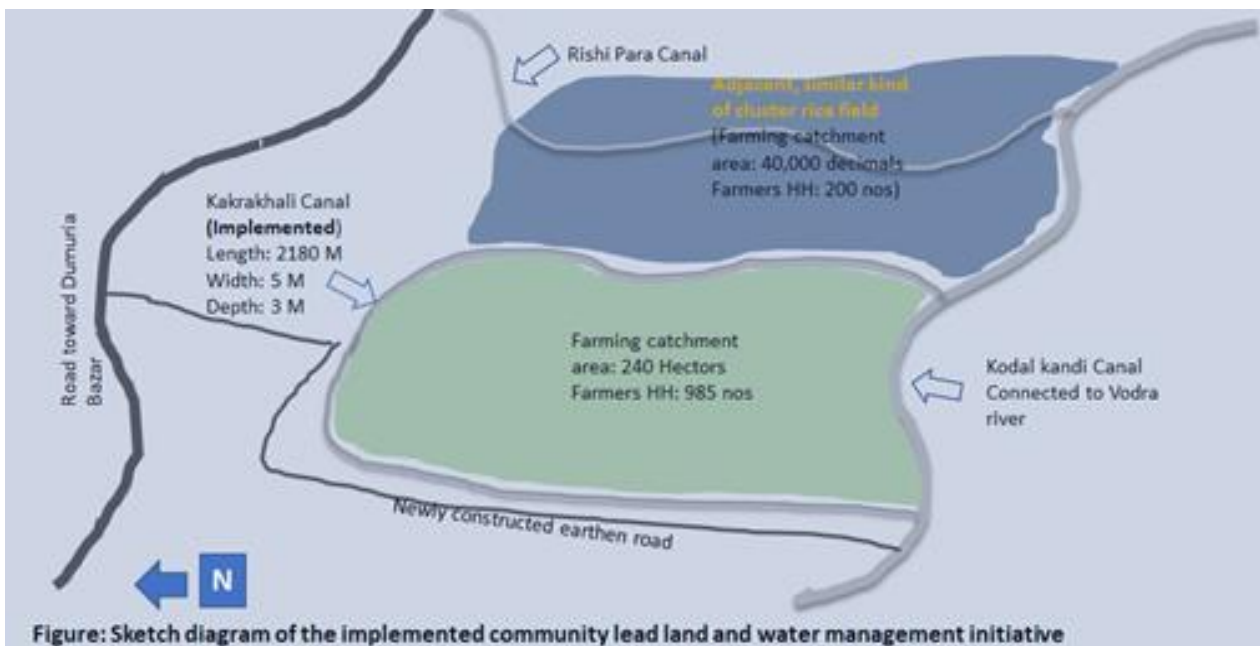 Rishi Para Canal
Adjacent, similar kind
of cluster rice field
(Farming catchment
area: 40,000 decimals
Farmers HH: 200 nos)
Kakrakhali Canal
(Implemented)
Length: 2180 M
Width: 5 M
Depth: 3 M
Road toward Dumuria
Bazar
Farming catchment
area: 240 Hectors
Farmers HH: 985 nos
Kodal kandi Canal
Connected to Vodra
river
Newly constructed earthen road
N
Figure: Sketch diagram of the implemented community lead land and water management initiative